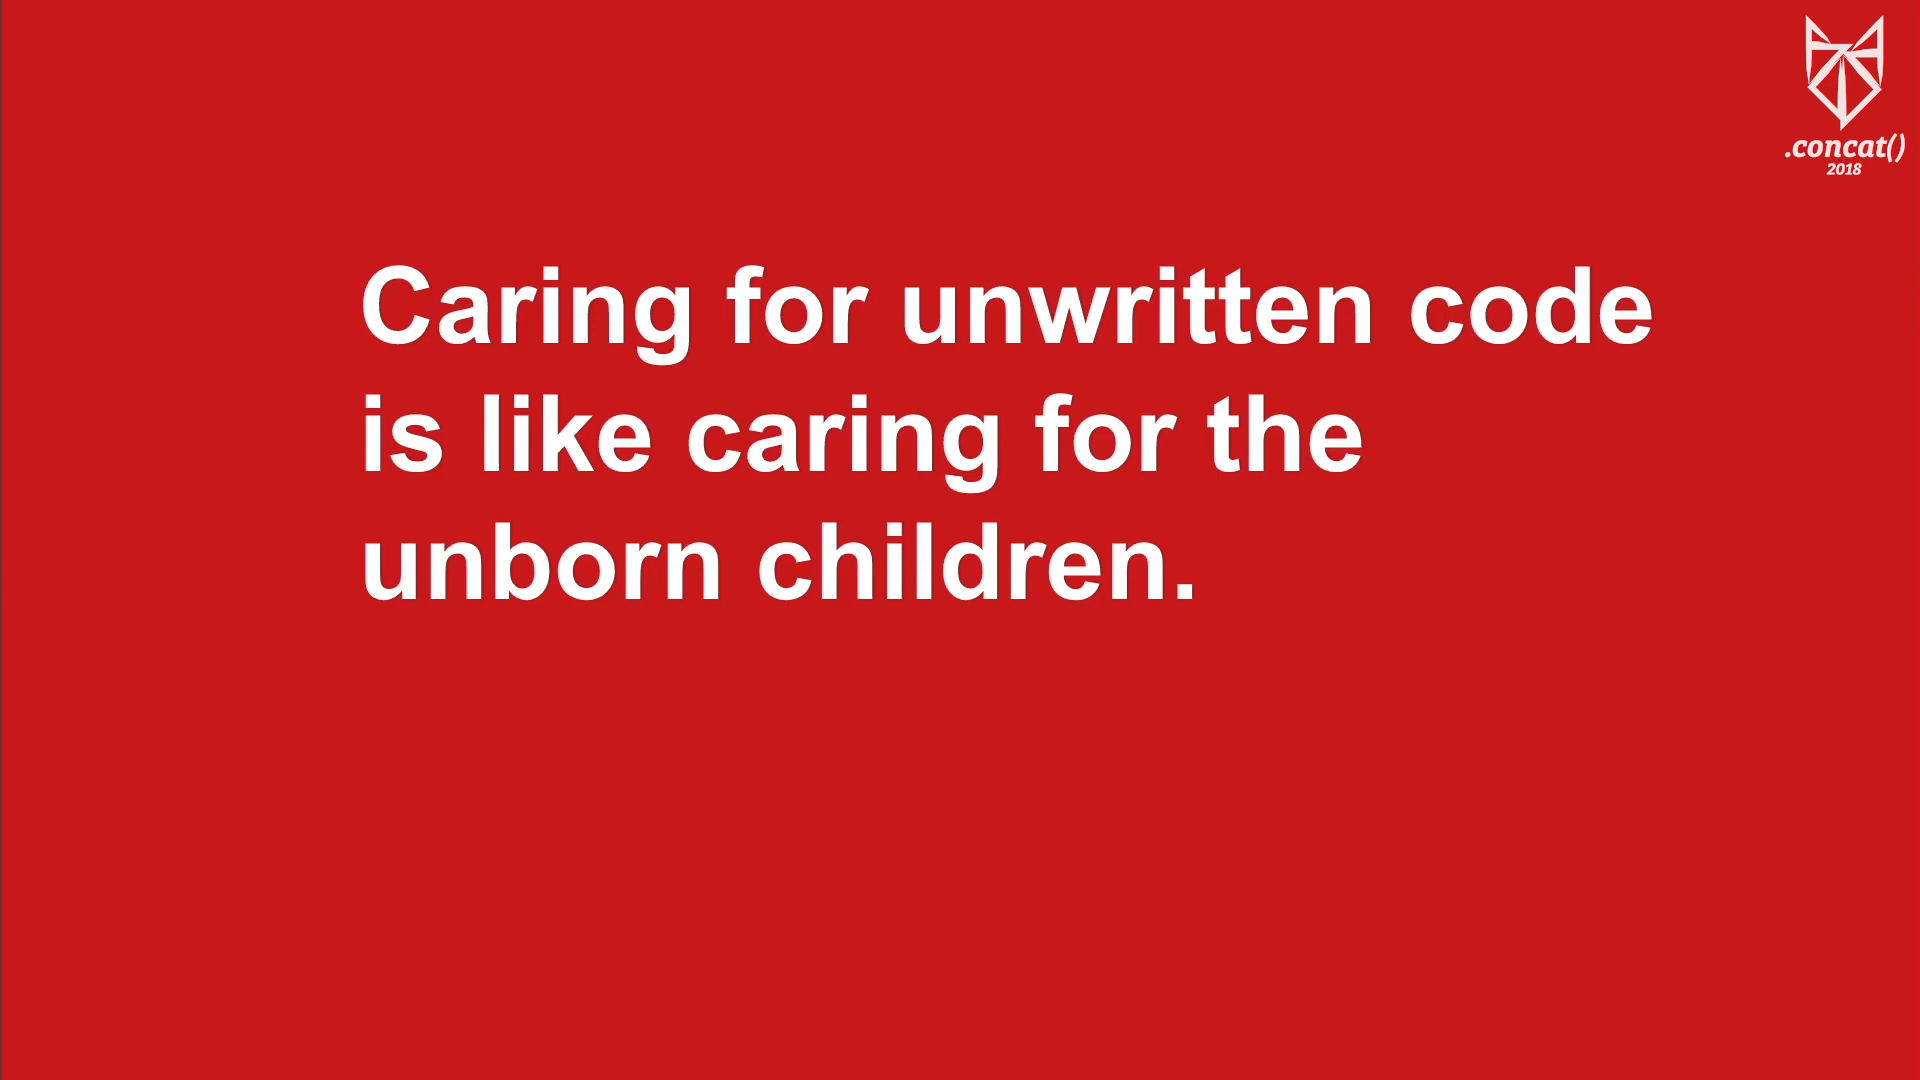 .concat()
2018
Caring for unwritten code
is like caring for the
unborn children.